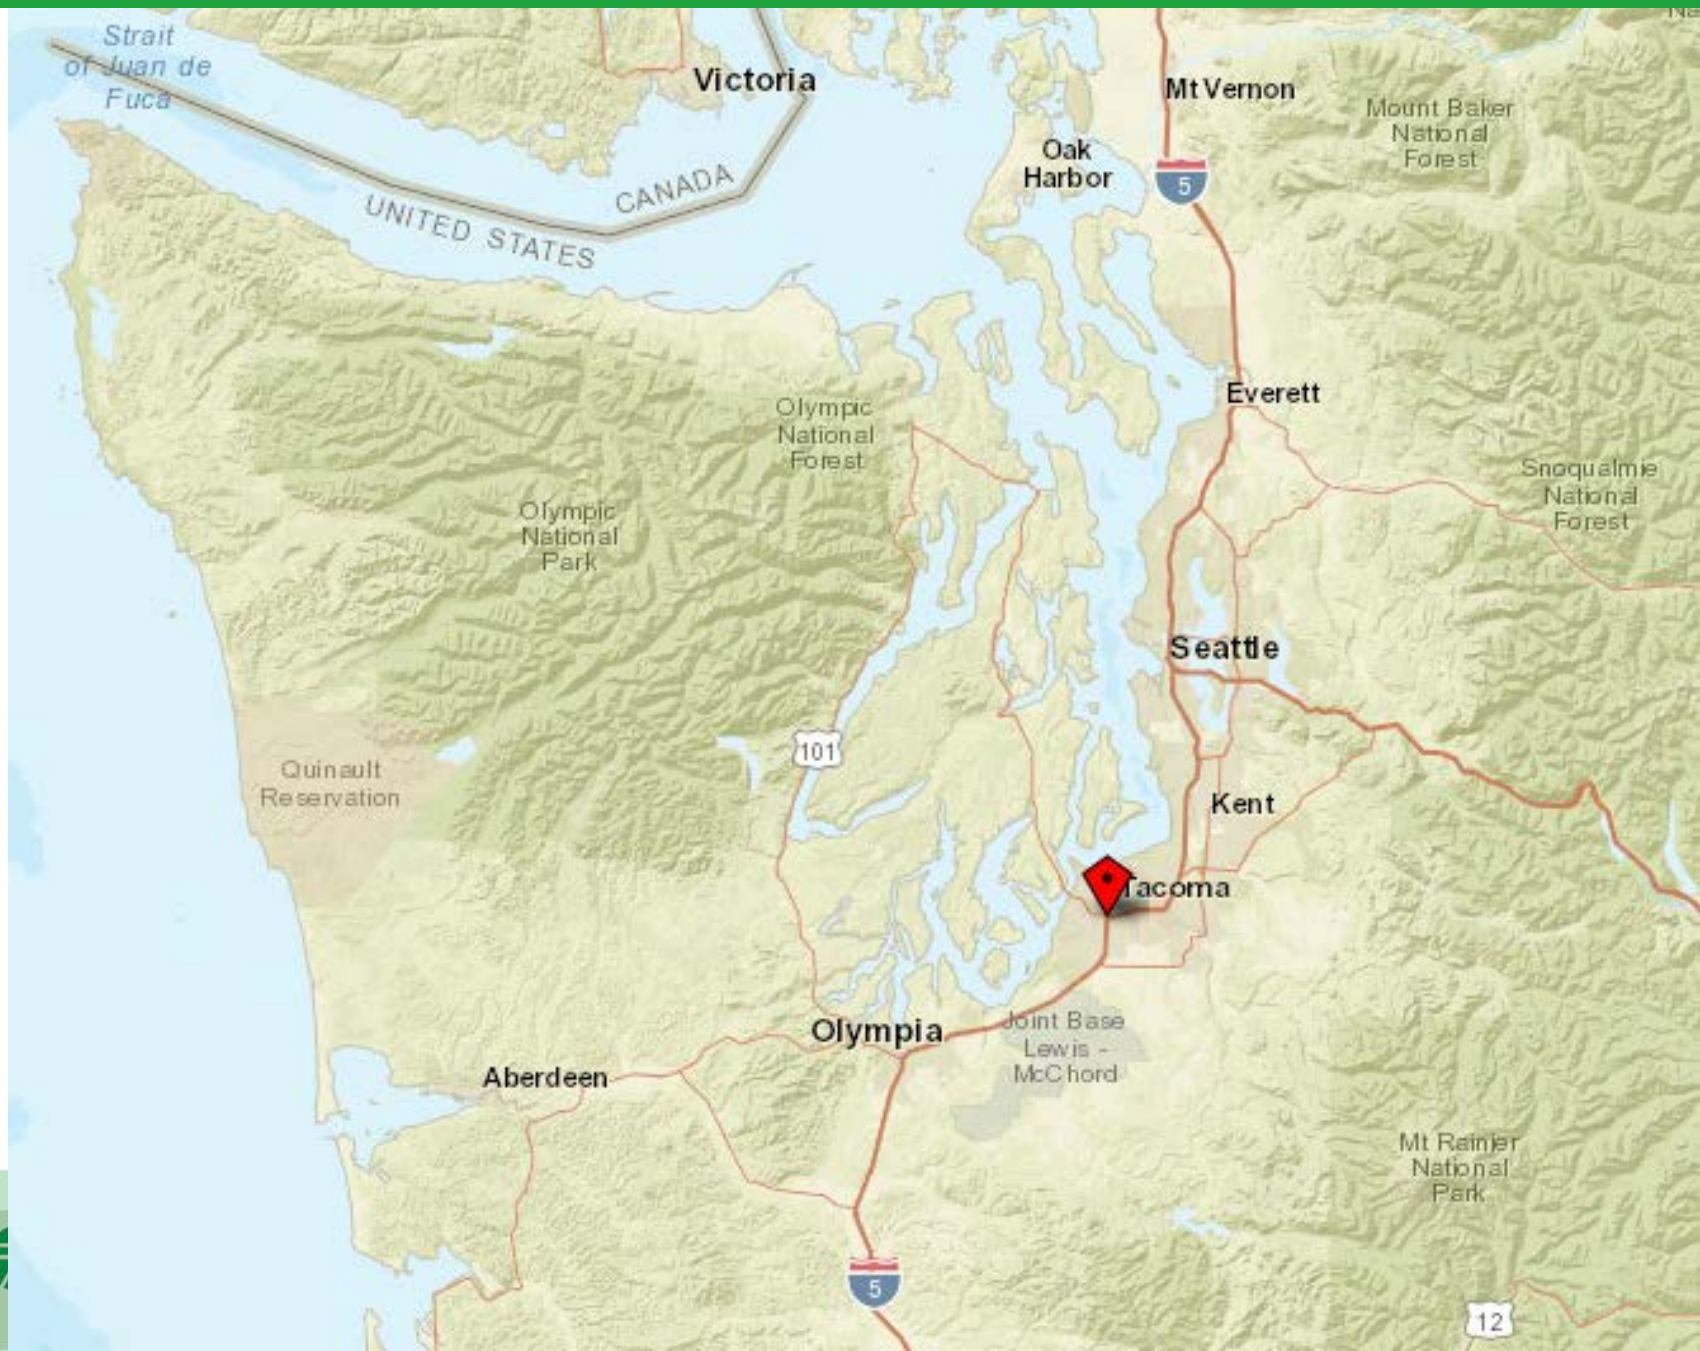 Strait
of Juan de
Fuca
Victoria
Mt Vernon
Mount Baker
National
Forest
Oak
Harbor
5
CANADA
UNITED STATES
Everett
Olympic
National
Forest
Snoqualmie
National
Forest
Olympic
National
Park
Seattle
101
Quinault
Reservation
Kent
Tacoma
Olympia
Joint Base
Lewis -
McChord
Aberdeen
Mt Rainier
National
Park
5
12